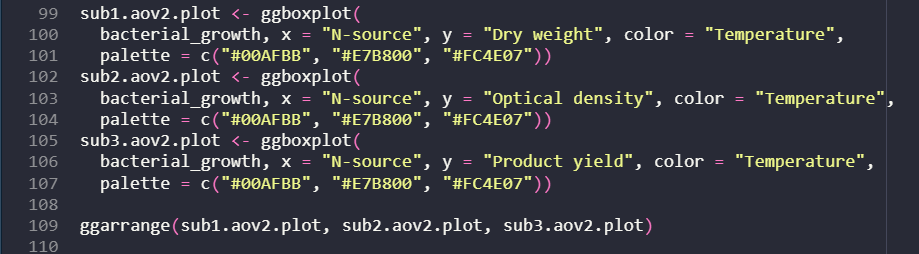 99 sub1.aov2.plot <- ggboxplot(
100   bacterial_growth, x = "N-source", y = "Dry weight", color = "Temperature",
101   palette = c("#00AFBB", "#E7B800", "#FC4E07"))
102 sub2.aov2.plot <- ggboxplot(
103   bacterial_growth, x = "N-source", y = "Optical density", color = "Temperature",
104   palette = c("#00AFBB", "#E7B800", "#FC4E07"))
105 sub3.aov2.plot <- ggboxplot(
106   bacterial_growth, x = "N-source", y = "Product yield", color = "Temperature",
107   palette = c("#00AFBB", "#E7B800", "#FC4E07"))
108
109 ggarrange(sub1.aov2.plot, sub2.aov2.plot, sub3.aov2.plot)
110